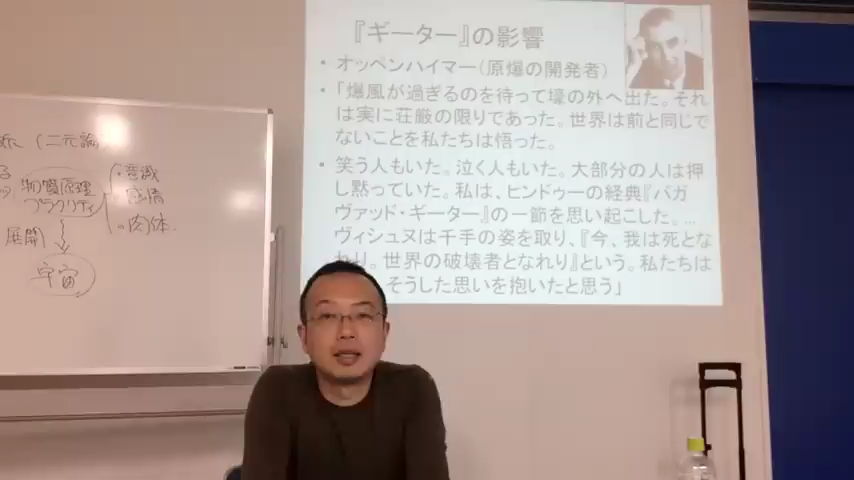 『ギーター』の影響
・オッペンハイマー（原爆の開発者）
・「爆風が過ぎるのを待って壕の外へ出た。それ
は実に荘厳の限りであった。世界は前と同じで
ないことを私たちは悟った。
・笑う人もいた。泣く人もいた。大部分の人は押
し黙っていた。私は、ヒンドゥーの経典『バガ
ヴァッド・ギーター』の一節を思い起こした。…
ヴィシュヌは千手の姿を取り、『今、我は死とな
れり。世界の破壊者となれり』という。私たちは
そうした思いを抱いたと思う」
（二元論
物質原理
プラクリティ
・意識
感情
・肉体.
展開
宇宙